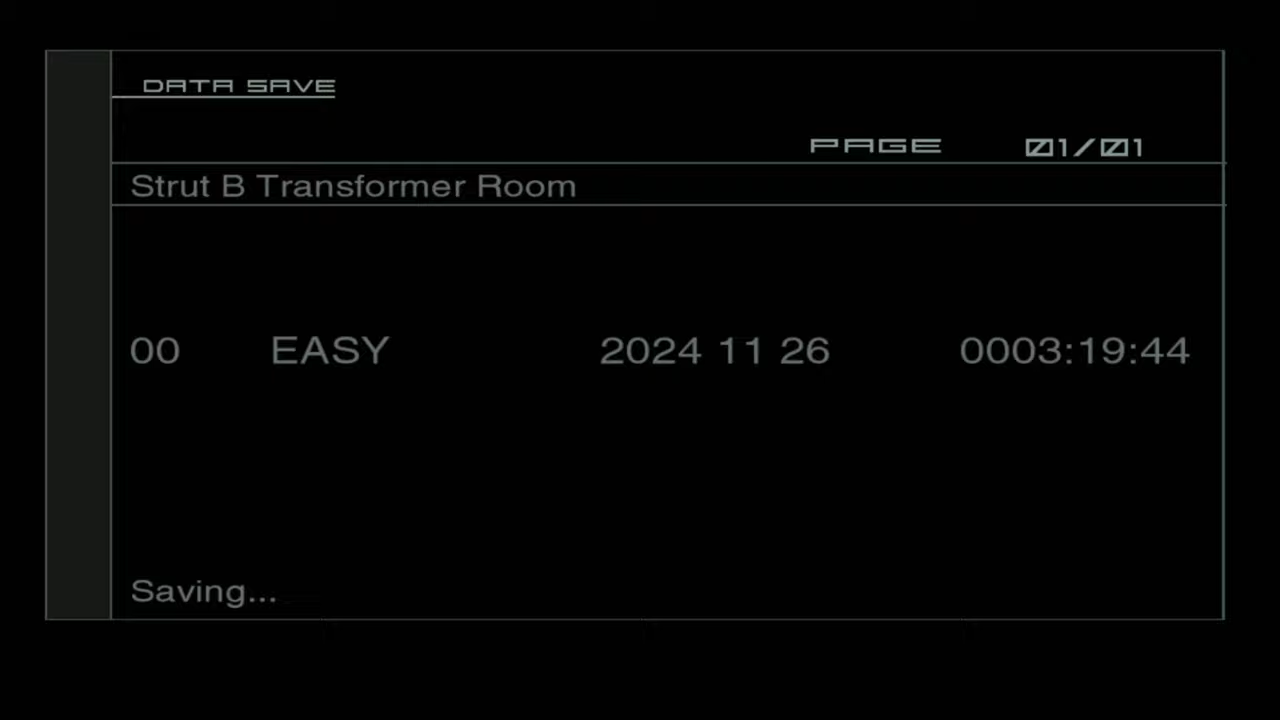 DATA SAVE
PAGE 01/01
Strut B Transformer Room
00 EASY 2024 11 26 0003:19:44
Saving...